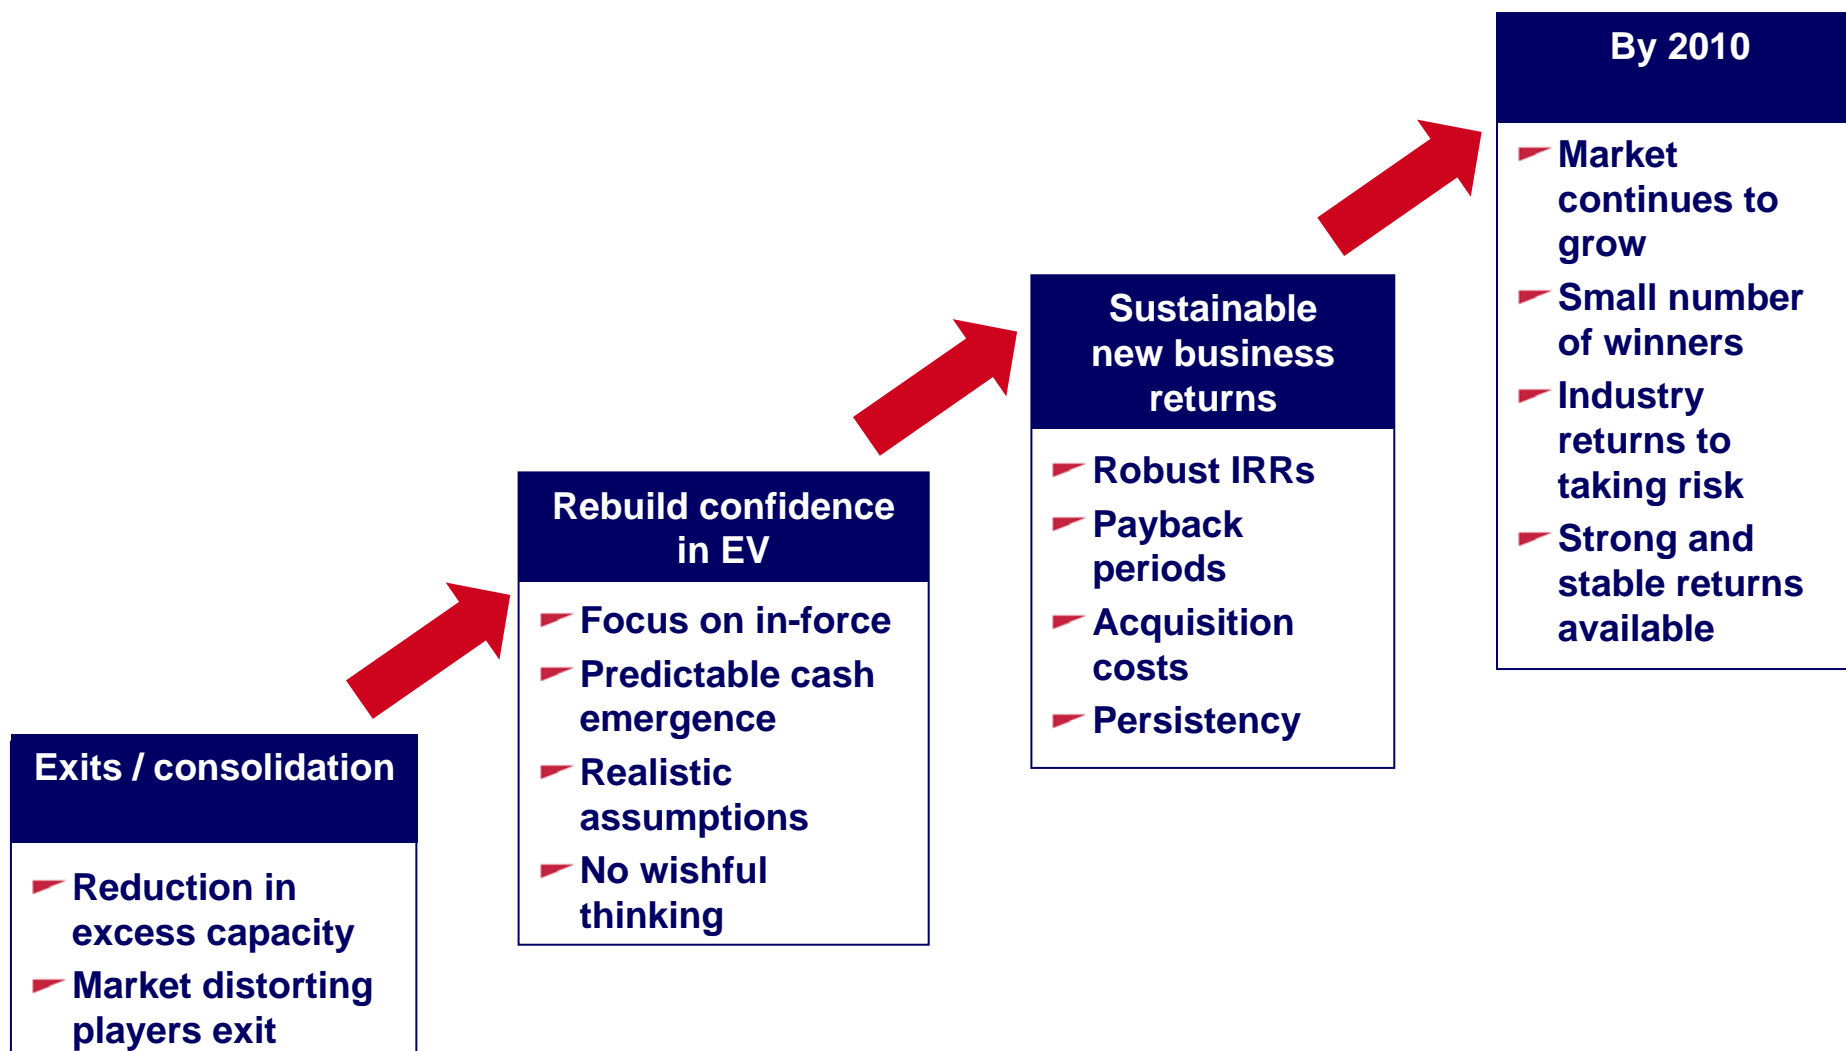 Exits / consolidation
Reduction in
excess capacity
Market distorting
players exit
Rebuild confidence
in EV
Focus on in-force
Predictable cash
emergence
Realistic
assumptions
No wishful
thinking
Sustainable
new business
returns
Robust IRRs
Payback
periods
Acquisition
costs
Persistency
By 2010
Market
continues to
grow
Small number
of winners
Industry
returns to
taking risk
Strong and
stable returns
available